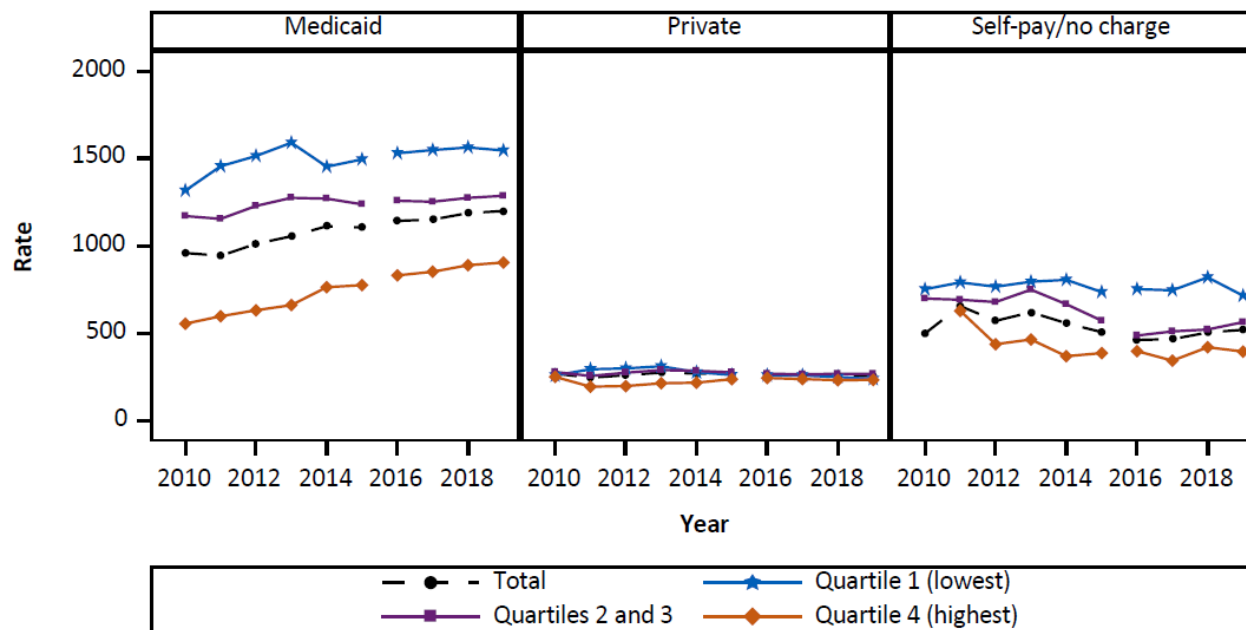 Medicaid Private Self-pay/no charge
2000
1500
1000
500
0
Rate
2010 2012 2014 2016 2018 2010 2012 2014 2016 2018 2010 2012 2014 2016 2018
Year
Total Quartile 1 (lowest)
Quartiles 2 and 3 Quartile 4 (highest)